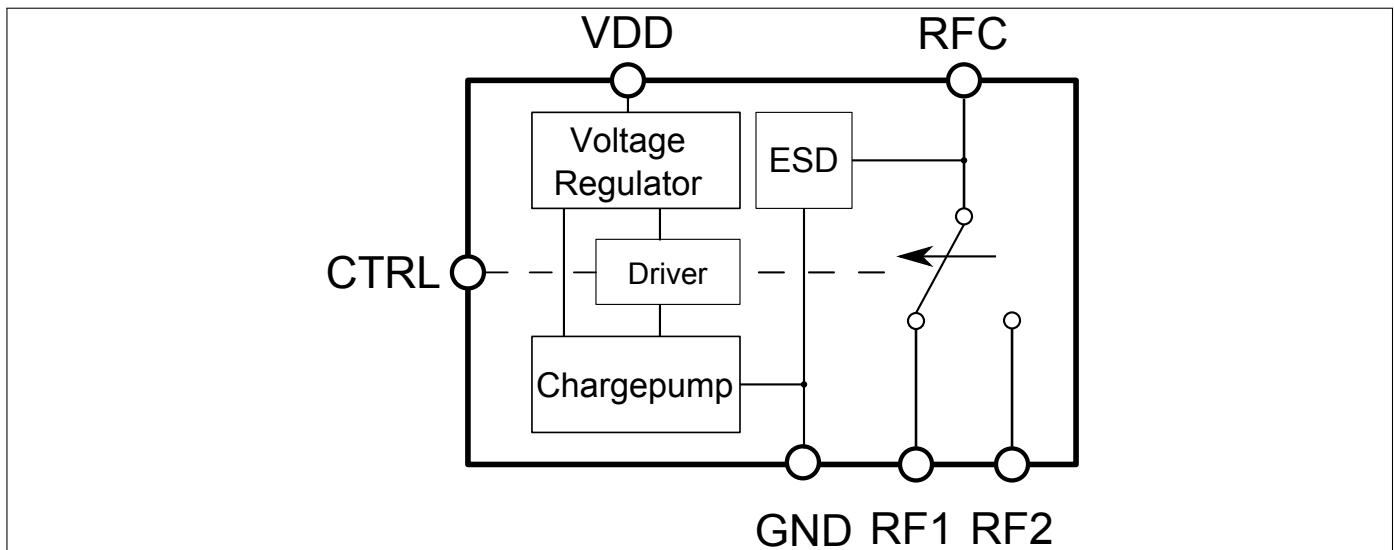 VDD
RFC
Voltage
Regulator
ESD
CTRL
Driver
Chargepump
GND
RF1
RF2